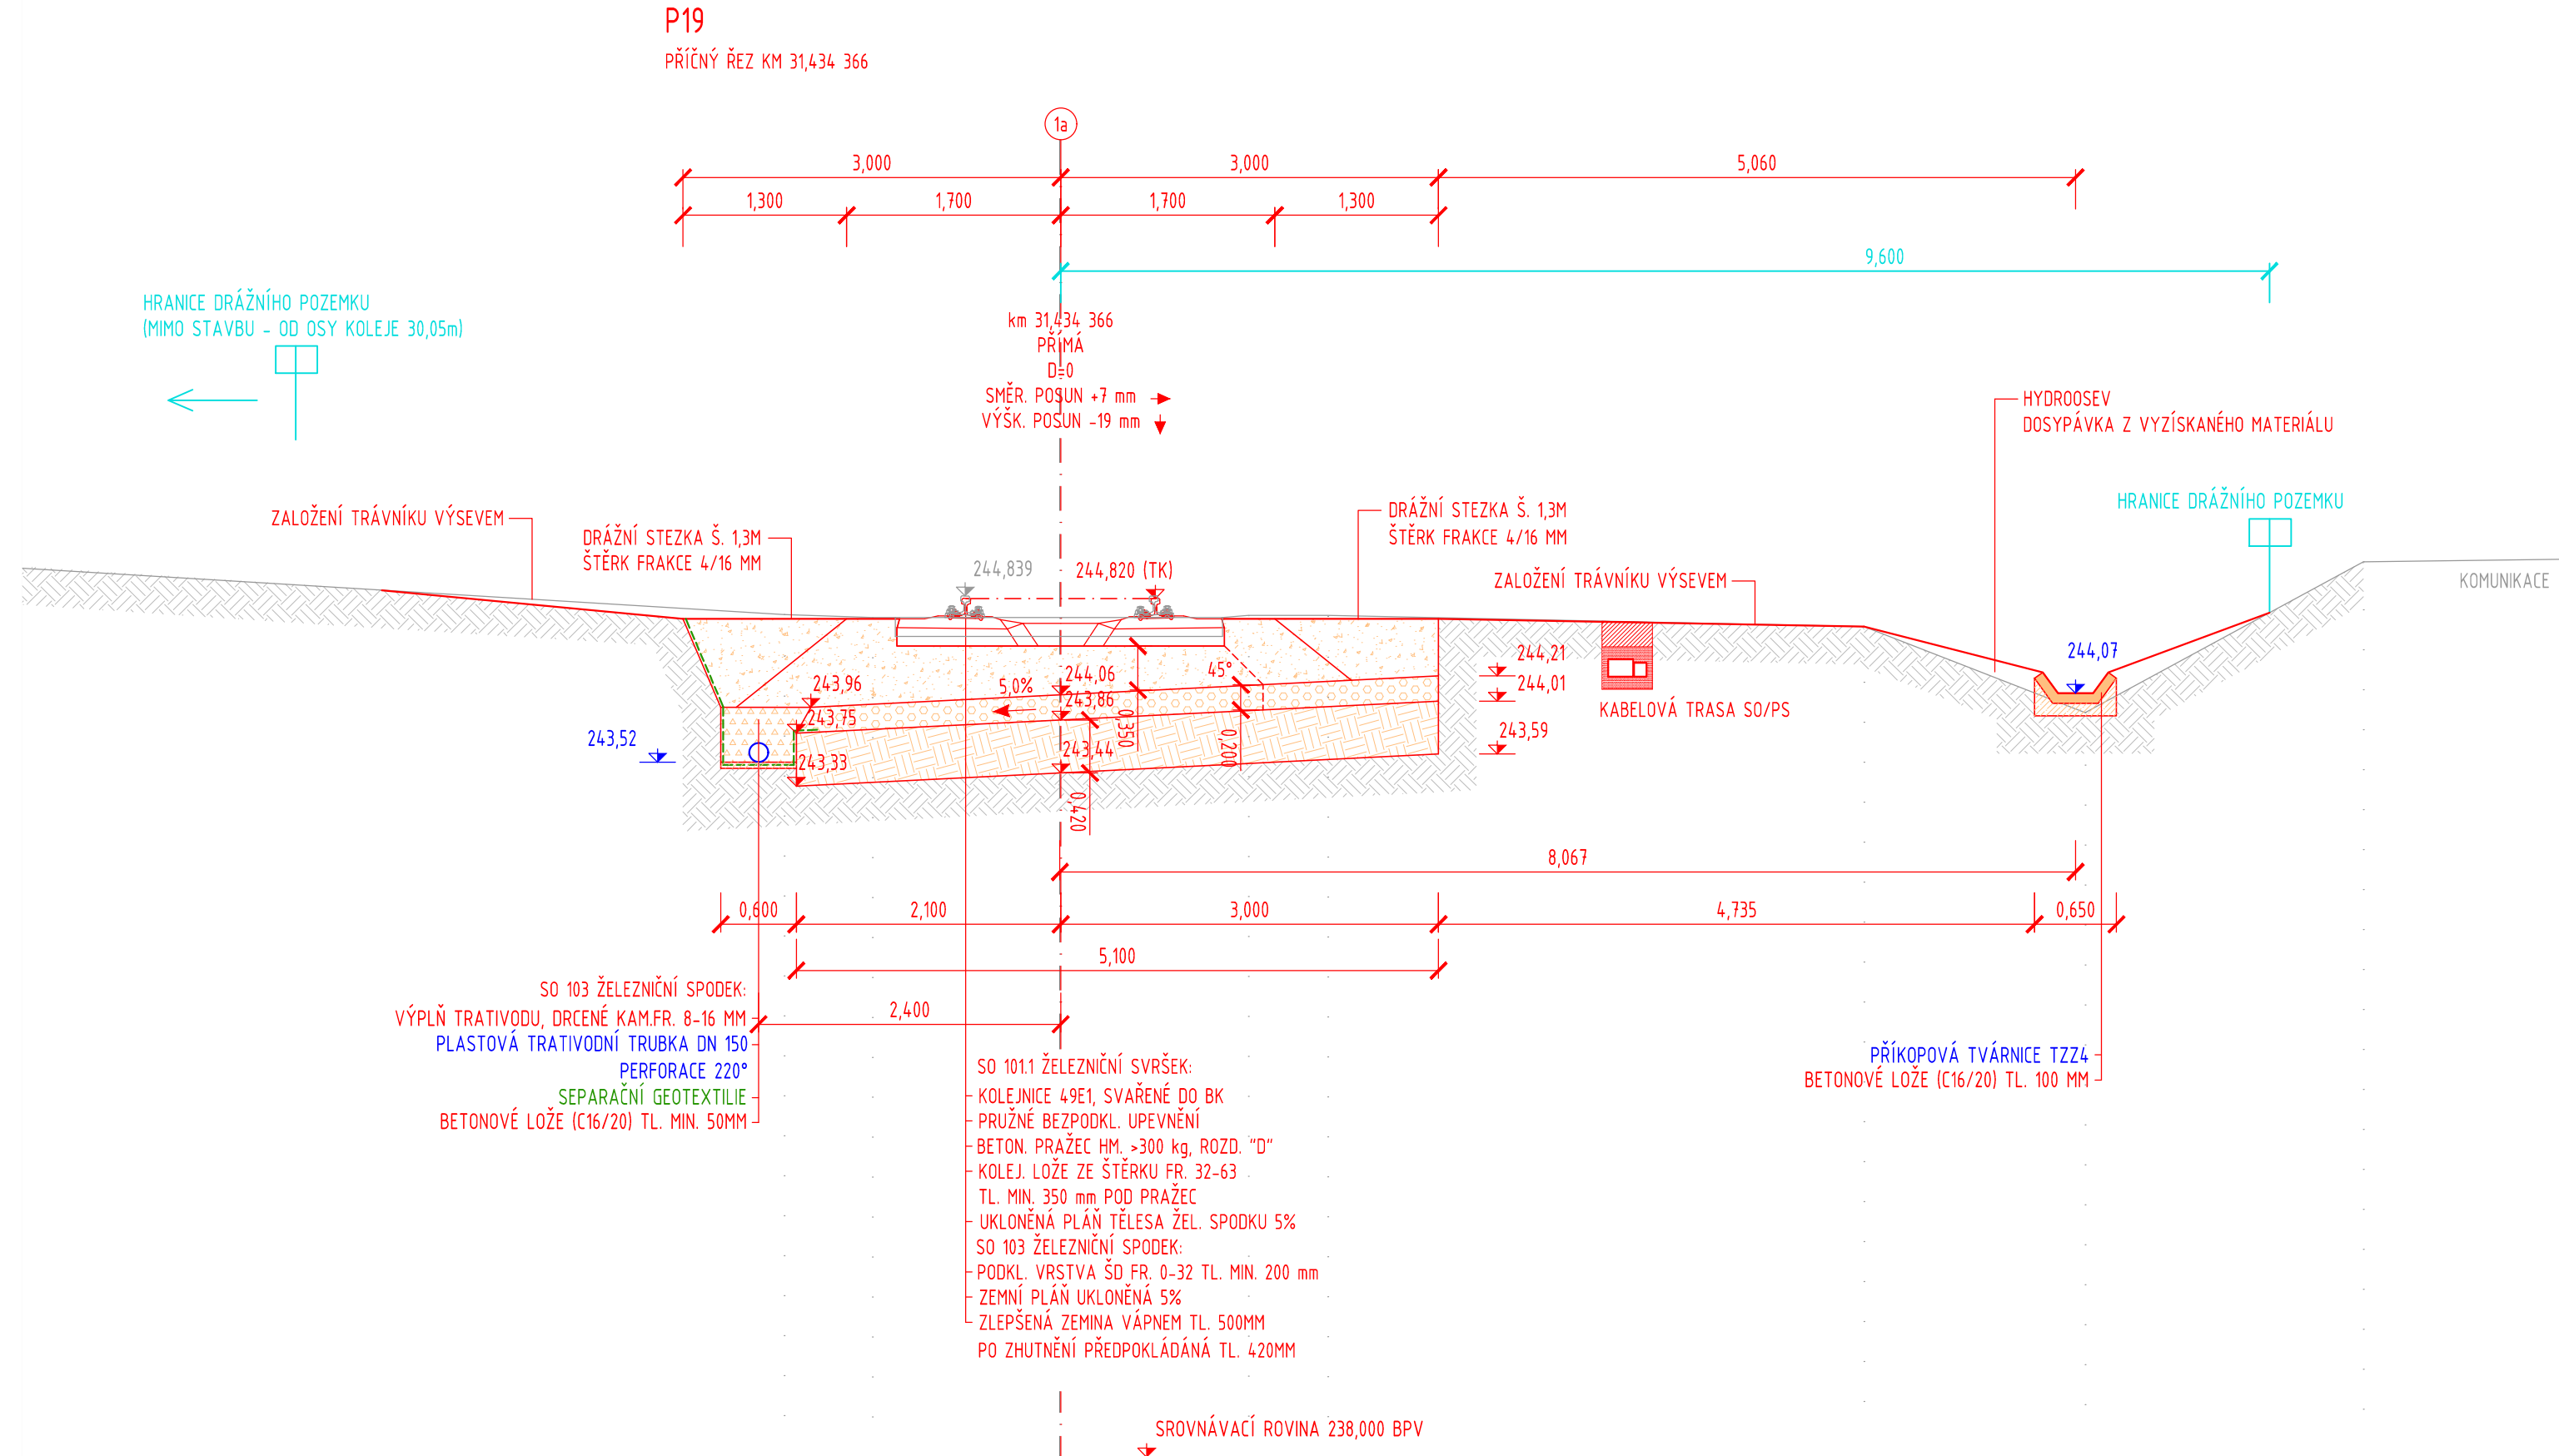 P19
PŘÍČNÝ ŘEZ KM 31,434 366
1a
3,000
3,000
5,060
1,300
1,700
1,700
1,300
9,600
HRANICE DRÁŽNÍHO POZEMKU
(MIMO STAVBU - OD OSY KOLEJE 30,05m)
km 31,434 366
PŘÍMÁ
D=0
SMĚR. POSUN +7 mm
VÝŠK. POSUN -19 mm
HYDROOSEV
DOSYPÁVKA Z VYZÍSKANÉHO MATERIÁLU
HRANICE DRÁŽNÍHO POZEMKU
ZALOŽENÍ TRÁVNÍKU VÝSEVEM
DRÁŽNÍ STEZKA Š. 1,3M
ŠTĚRK FRAKCE 4/16 MM
DRÁŽNÍ STEZKA Š. 1,3M
ŠTĚRK FRAKCE 4/16 MM
244,839
244,820 (TK)
ZALOŽENÍ TRÁVNÍKU VÝSEVEM
KOMUNIKACE
244,07
244,21
244,01
243,59
KABELOVÁ TRASA SO/PS
45°
244,06
243,96
5,0%
243,86
243,75
243,52
243,44
243,33
0,350
0,200
0,420
8,067
0,600
2,100
3,000
4,735
0,650
5,100
2,400
SO 103 ŽELEZNIČNÍ SPODEK:
VÝPLŇ TRATIVODU, DRCENÉ KAM.FR. 8-16 MM
PLASTOVÁ TRATIVODNÍ TRUBKA DN 150
PERFORACE 220°
SEPARAČNÍ GEOTEXTILIE
BETONOVÉ LOŽE (C16/20) TL. MIN. 50MM
SO 101.1 ŽELEZNIČNÍ SVRŠEK:
KOLEJNICE 49E1, SVAŘENÉ DO BK
PRUŽNÉ BEZPODKL. UPEVNĚNÍ
BETON. PRAŽEC HM. >300 kg, ROZD. "D"
KOLEJ. LOŽE ZE ŠTĚRKU FR. 32-63
TL. MIN. 350 mm POD PRAŽEC
UKLONĚNÁ PLÁŇ TĚLESA ŽEL. SPODKU 5%
SO 103 ŽELEZNIČNÍ SPODEK:
PODKL. VRSTVA ŠD FR. 0-32 TL. MIN. 200 mm
ZEMNÍ PLÁŇ UKLONĚNÁ 5%
ZLEPŠENÁ ZEMINA VÁPNEM TL. 500MM
PO ZHUTNĚNÍ PŘEDPOKLÁDÁNÁ TL. 420MM
PŘÍKOPOVÁ TVÁRNICE TZZ4
BETONOVÉ LOŽE (C16/20) TL. 100 MM
SROVNÁVACÍ ROVINA 238,000 BPV